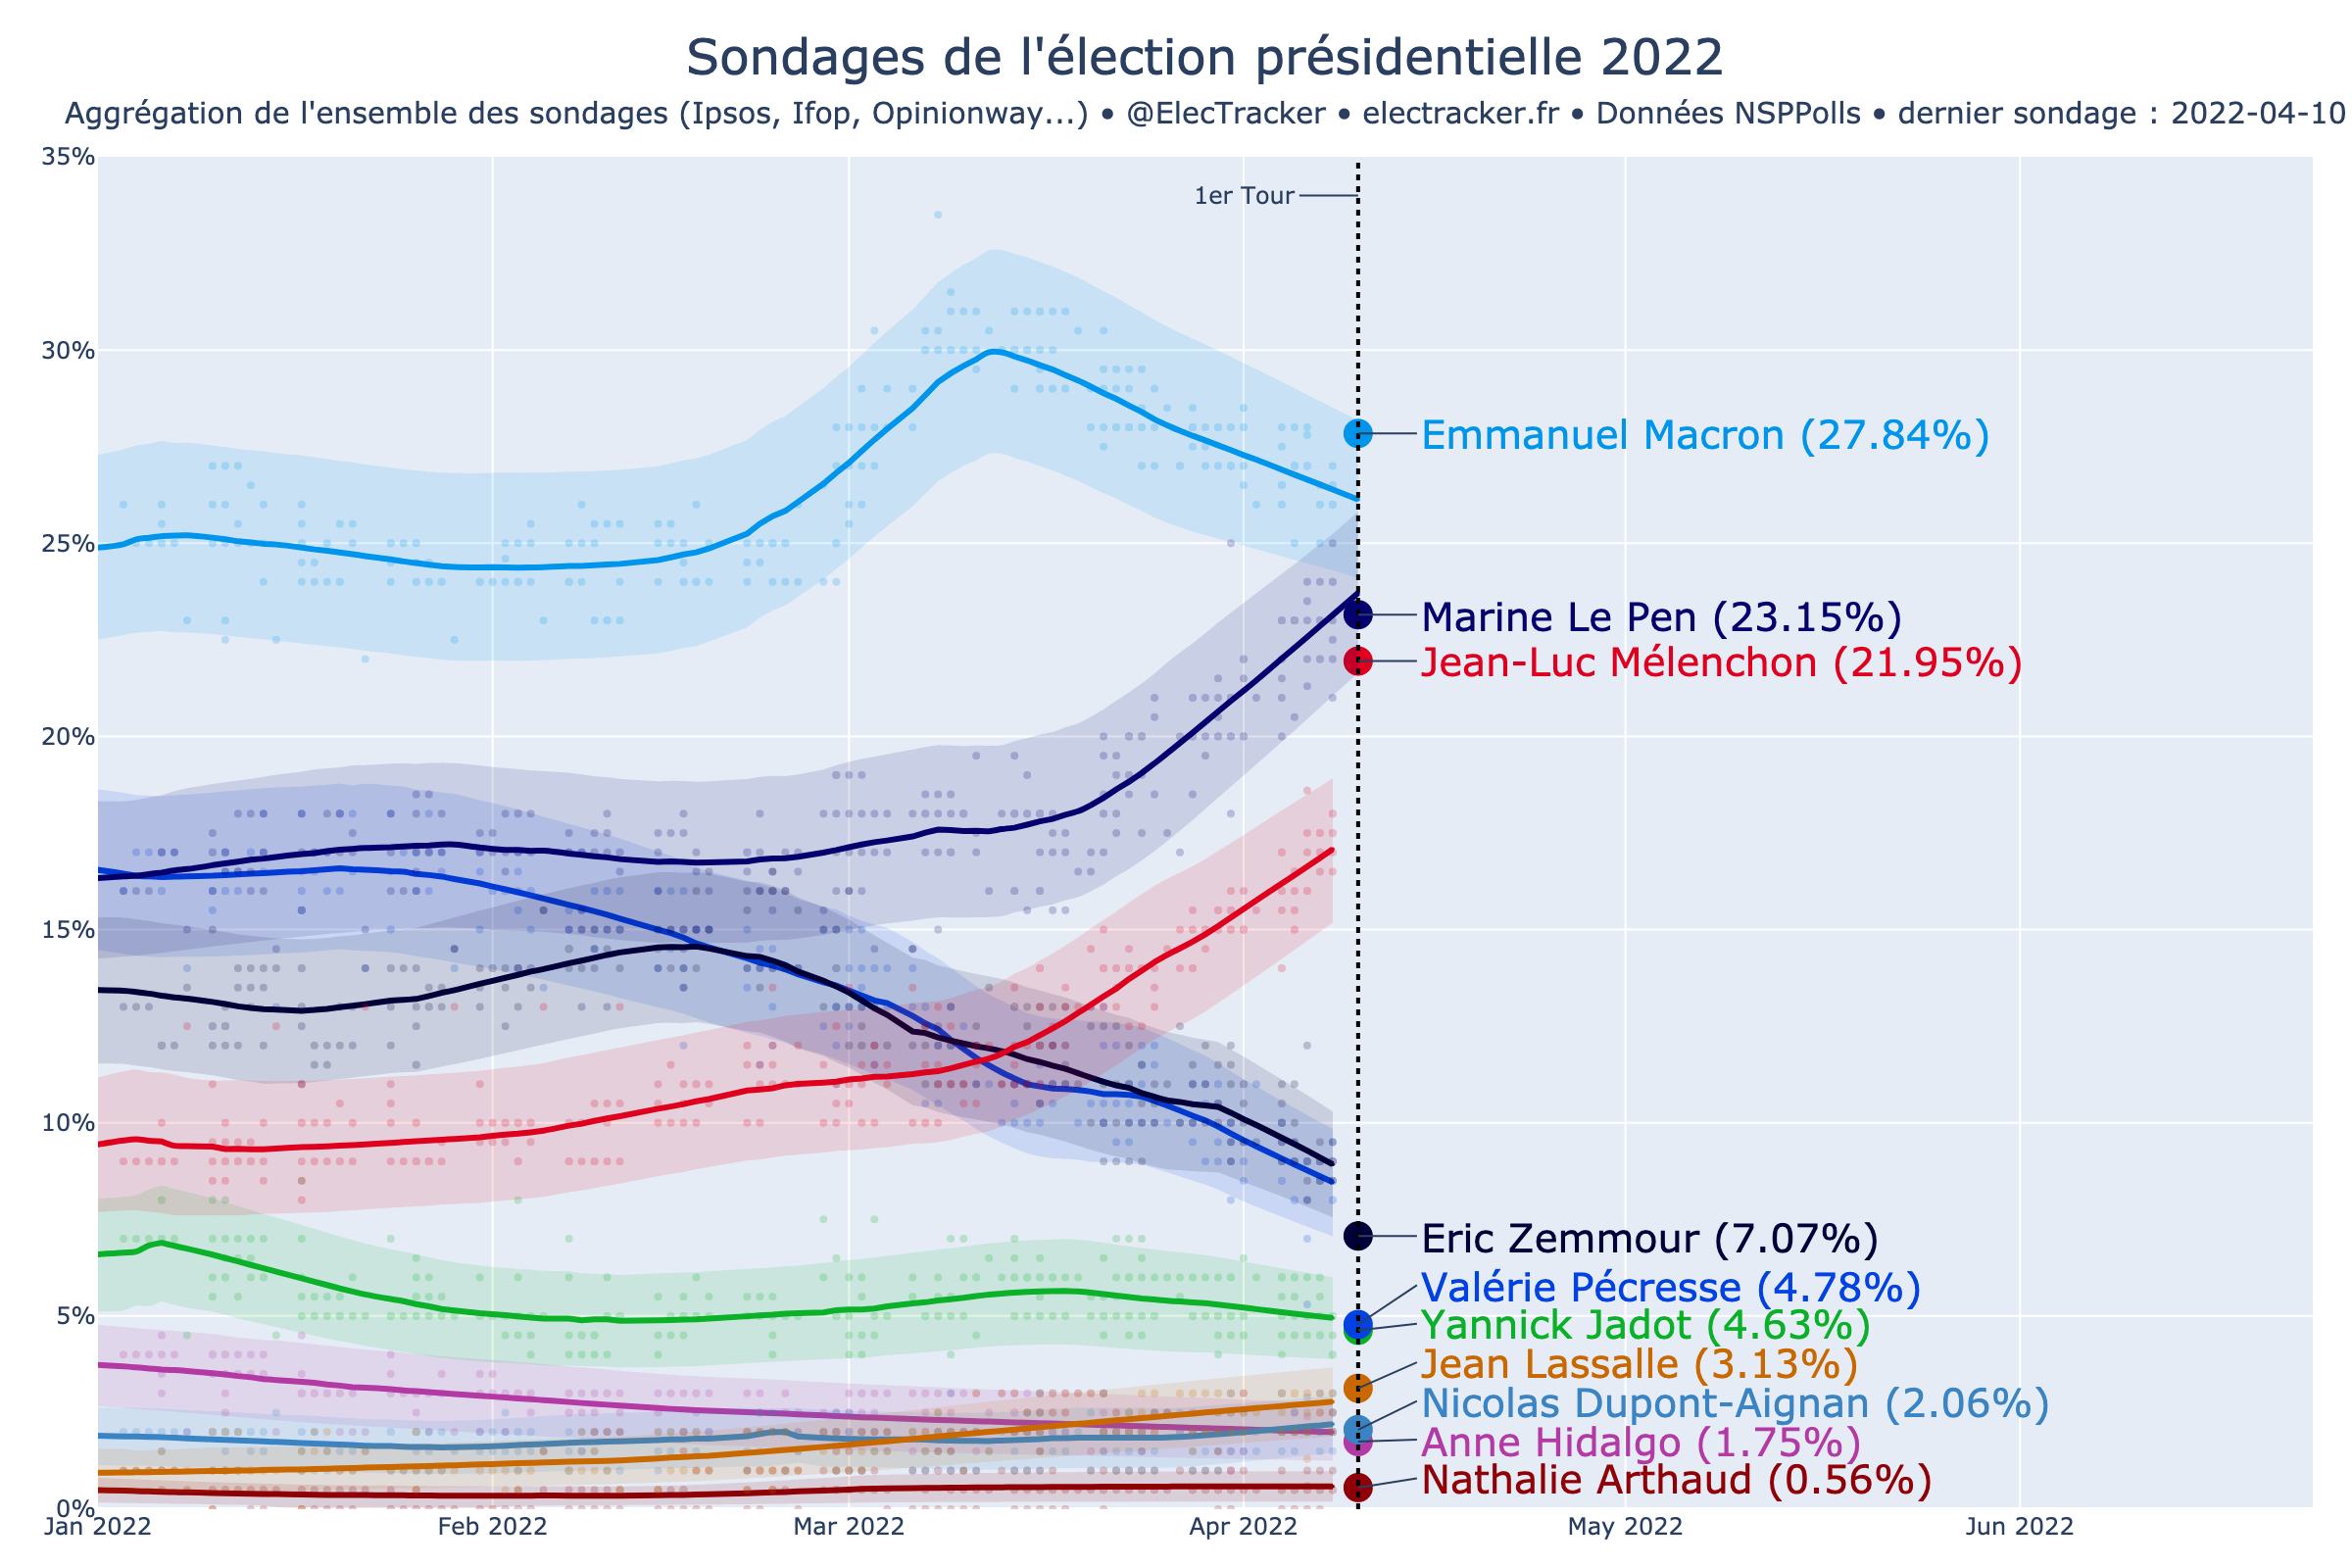 Sondages de l'élection présidentielle 2022
Aggrégation de l'ensemble des sondages (Ipsos, Ifop, Opinionway...) • @ElecTracker • electracker.fr • Données NSPPolls • dernier sondage : 2022-04-10
35%
1er Tour
30%
Emmanuel Macron (27.84%)
25%
Marine Le Pen (23.15%)
Jean-Luc Mélenchon (21.95%)
20%
15%
10%
Eric Zemmour (7.07%)
Valérie Pécresse (4.78%)
5%
Yannick Jadot (4.63%)
Jean Lassalle (3.13%)
Nicolas Dupont-Aignan (2.06%)
Anne Hidalgo (1.75%)
Nathalie Arthaud (0.56%)
0%
Jan 2022
Feb 2022
Mar 2022
Apr 2022
May 2022
Jun 2022